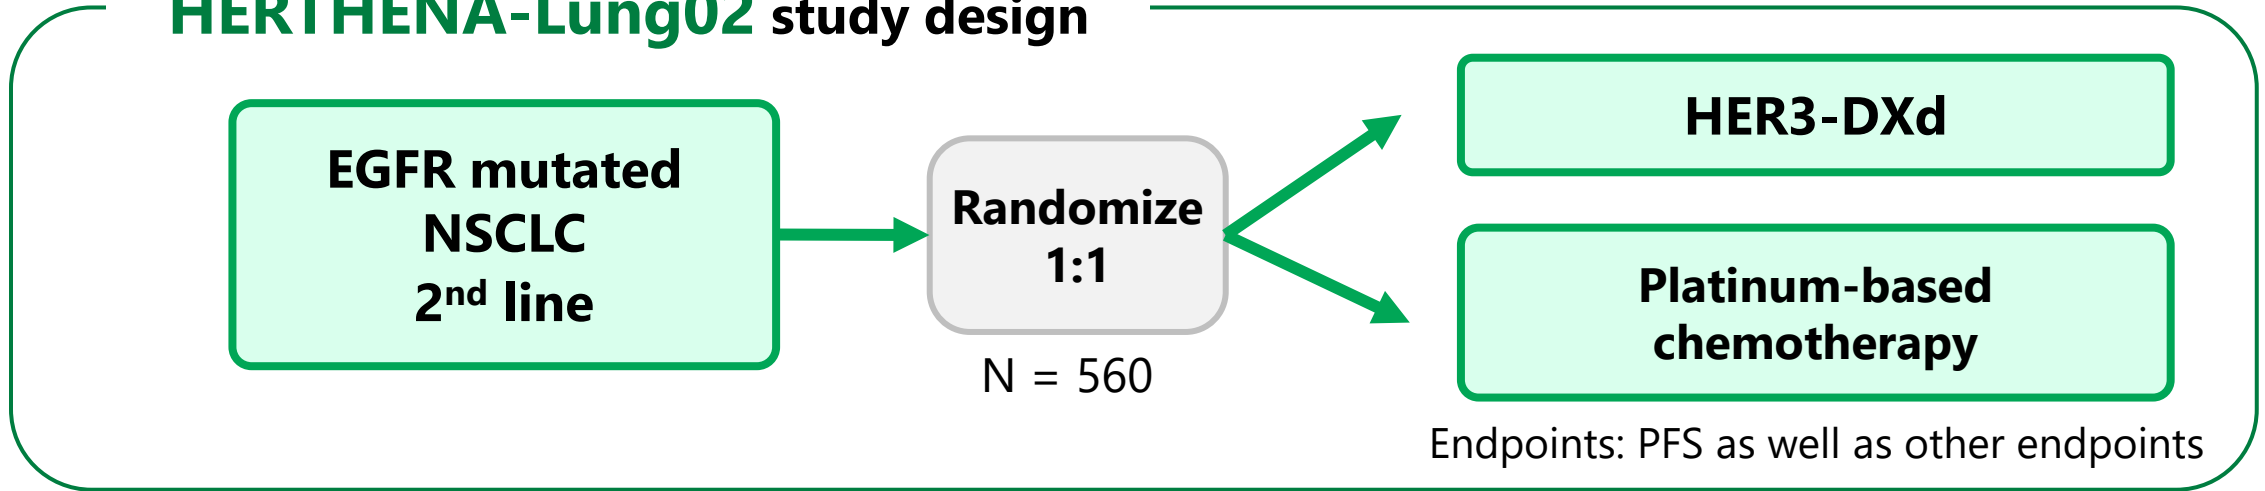 HERTHENA-Lung02 study design
EGFR mutated
NSCLC
2nd line
Randomize
1:1
N = 560
HER3-DXd
Platinum-based
chemotherapy
Endpoints: PFS as well as other endpoints